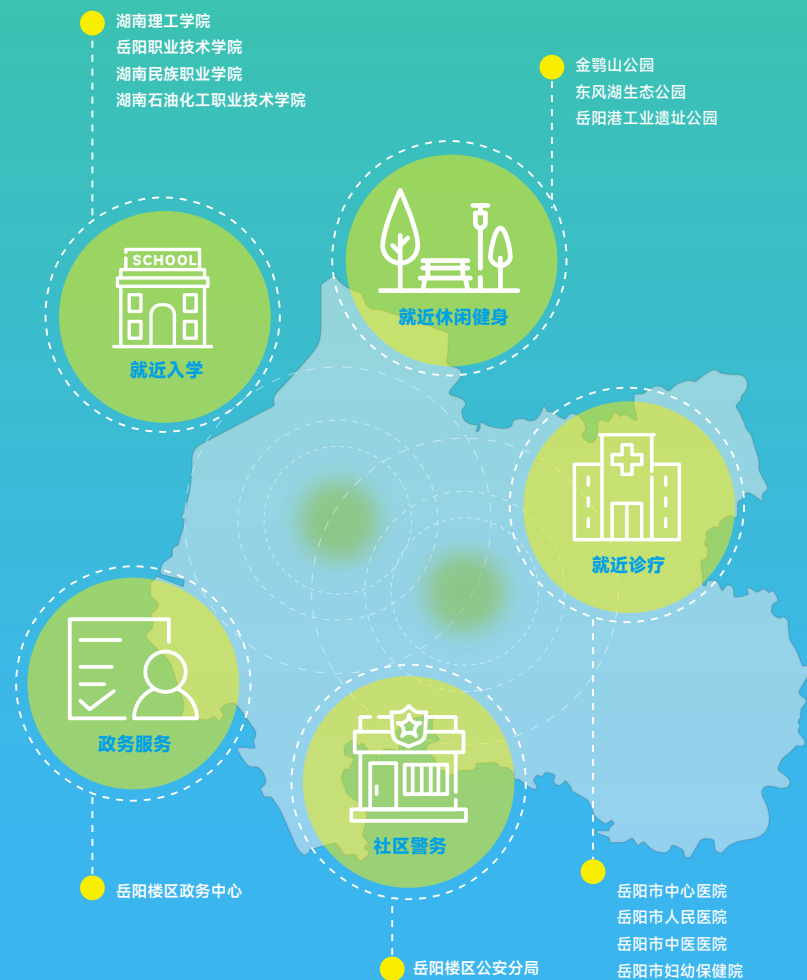 湖南理工学院
岳阳职业技术学院
湖南民族职业学院
湖南石油化工职业技术学院
金鹗山公园
东风湖生态公园
岳阳港工业遗址公园
SCHOOL
就近入学
就近休闲健身
就近诊疗
政务服务
社区警务
岳阳楼区政务中心
岳阳楼区公安分局
岳阳市中心医院
岳阳市人民医院
岳阳市中医医院
岳阳市妇幼保健院